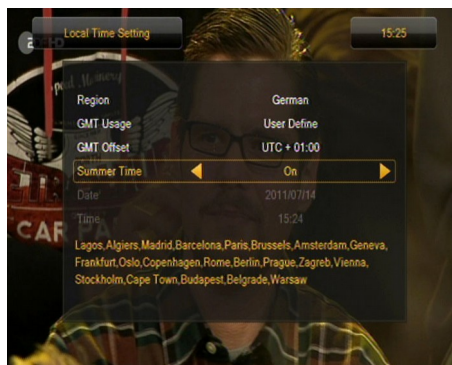 Local Time Setting
15:25
Region German
GMT Usage User Define
GMT Offset UTC + 01:00
Summer Time On
Date 2011/07/14
Time 15:24
Lagos,Algiers,Madrid,Barcelona,Paris,Brussels,Amsterdam,Geneva,
Frankfurt,Oslo,Copenhagen,Rome,Berlin,Prague,Zagreb,Vienna,
Stockholm,Cape Town,Budapest,Belgrade,Warsaw